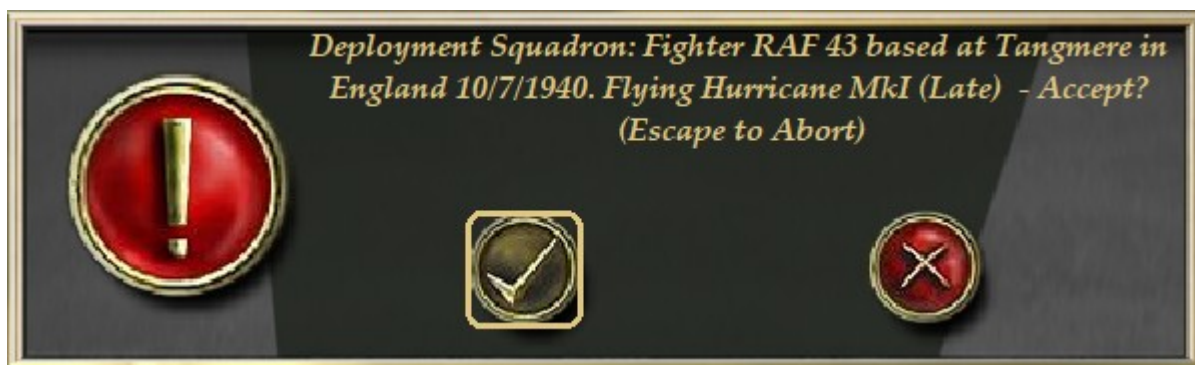 Deployment Squadron: Fighter RAF 43 based at Tangmere in
England 10/7/1940. Flying Hurricane MkI (Late)  - Accept?
(Escape to Abort)